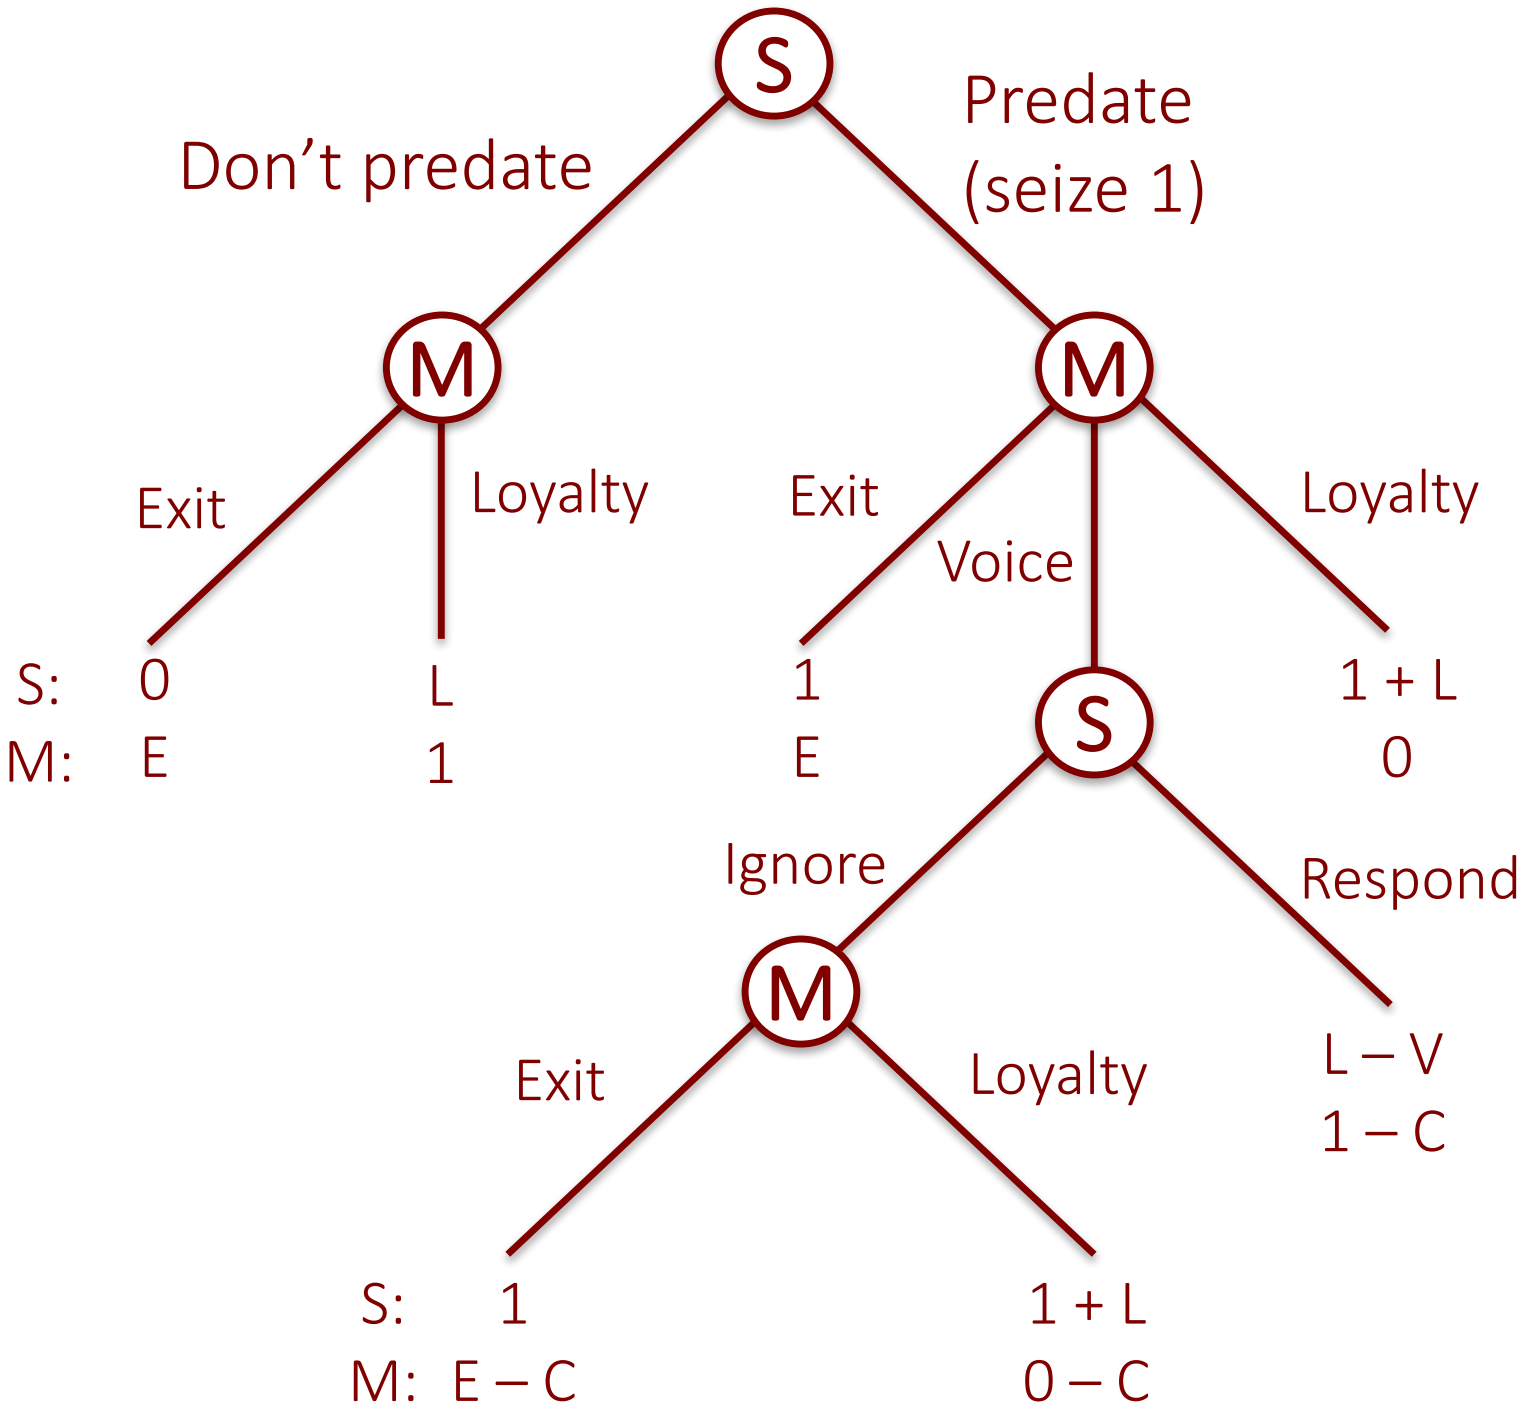 S
Predate
(seize 1)
Don’t predate
M
M
Exit
Loyalty
Exit
Voice
Loyalty
S: 0 L 1 1 + L
M: E 1 E 0
S
Ignore
Respond
M
L – V
1 – C
Exit
Loyalty
S: 1 1 + L
M: E – C 0 – C